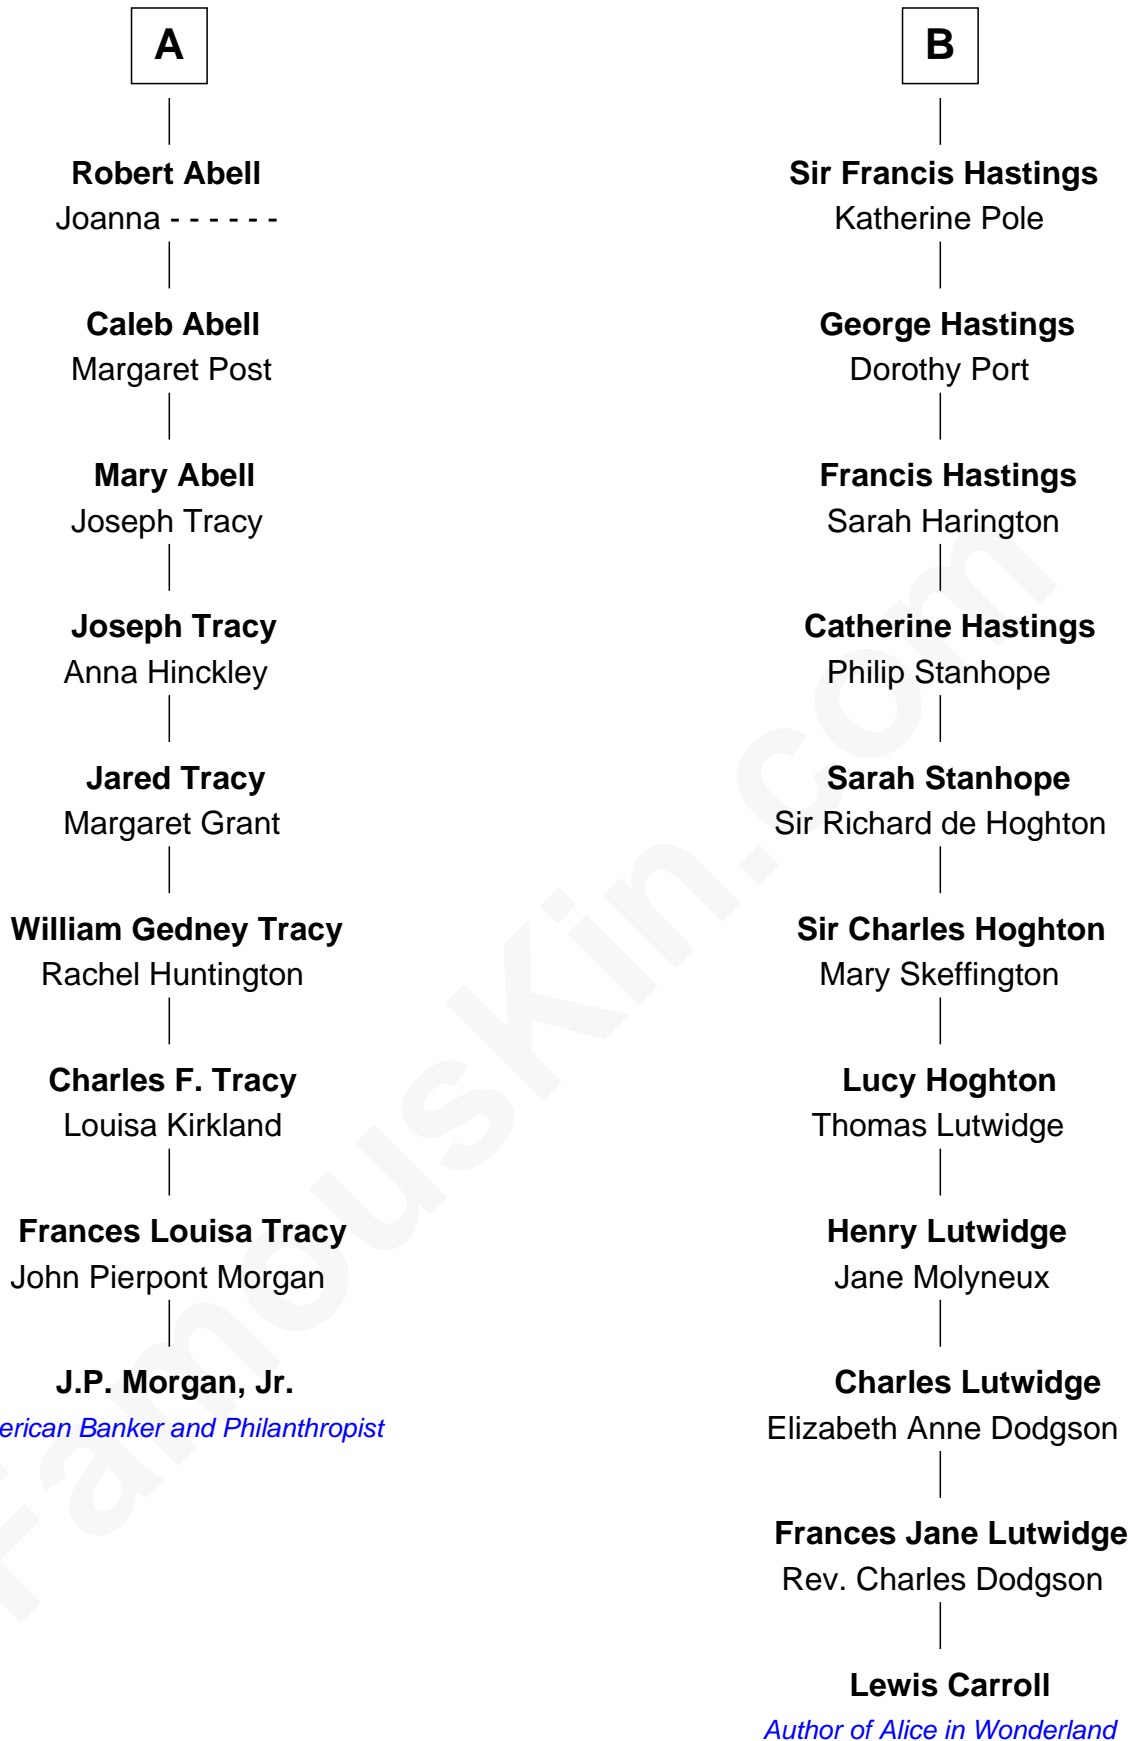 A
Robert Abell
Joanna - - - - - -
Caleb Abell
Margaret Post
Mary Abell
Joseph Tracy
Joseph Tracy
Anna Hinckley
Jared Tracy
Margaret Grant
William Gedney Tracy
Rachel Huntington
Charles F. Tracy
Louisa Kirkland
Frances Louisa Tracy
John Pierpont Morgan
J.P. Morgan, Jr.
erican Banker and Philanthropist
B
Sir Francis Hastings
Katherine Pole
George Hastings
Dorothy Port
Francis Hastings
Sarah Harington
Catherine Hastings
Philip Stanhope
Sarah Stanhope
Sir Richard de Hoghton
Sir Charles Hoghton
Mary Skeffington
Lucy Hoghton
Thomas Lutwidge
Henry Lutwidge
Jane Molyneux
Charles Lutwidge
Elizabeth Anne Dodgson
Frances Jane Lutwidge
Rev. Charles Dodgson
Lewis Carroll
Author of Alice in Wonderland
FamousKin.com